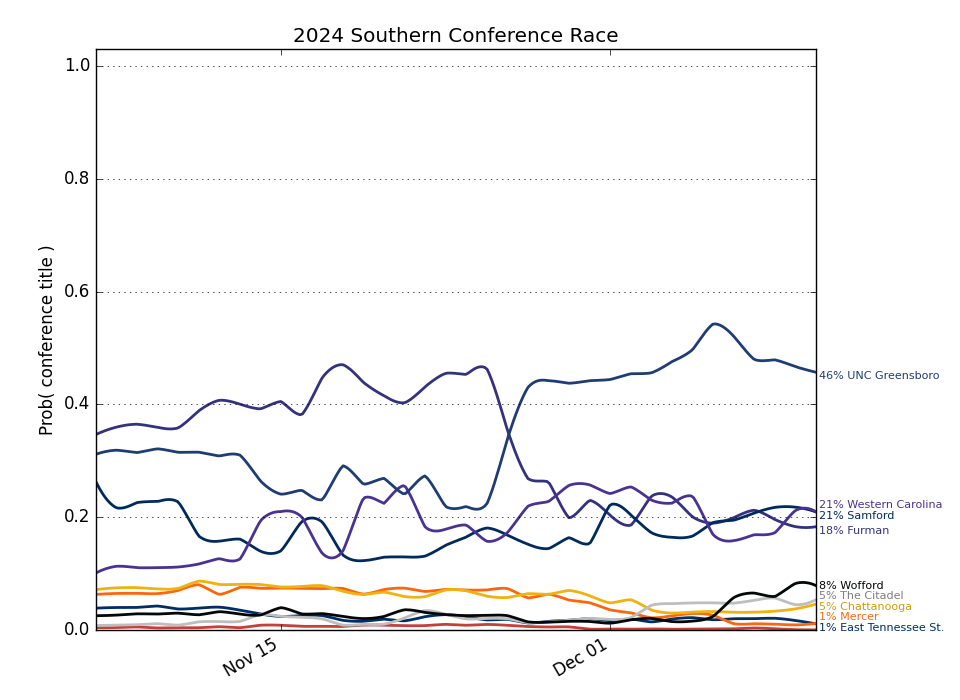 2024 Southern Conference Race
Prob( conference title )
1.0
0.8
0.6
0.4
0.2
0.0
Nov 15
Dec 01
46% UNC Greensboro
21% Western Carolina
21% Samford
18% Furman
8% Wofford
5% The Citadel
5% Chattanooga
1% Mercer
1% East Tennessee St.